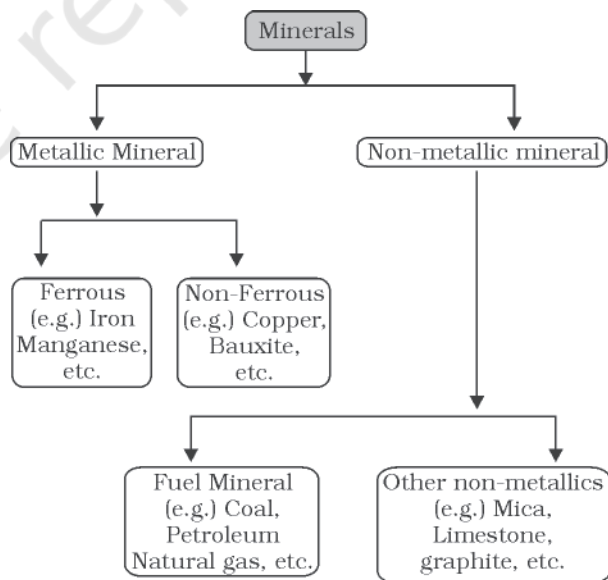 Minerals
Metallic Mineral
Non-metallic mineral
Ferrous
(e.g.) Iron
Manganese,
etc.
Non-Ferrous
(e.g.) Copper,
Bauxite,
etc.
Fuel Mineral
(e.g.) Coal,
Petroleum
Natural gas, etc.
Other non-metallics
(e.g.) Mica,
Limestone,
graphite, etc.